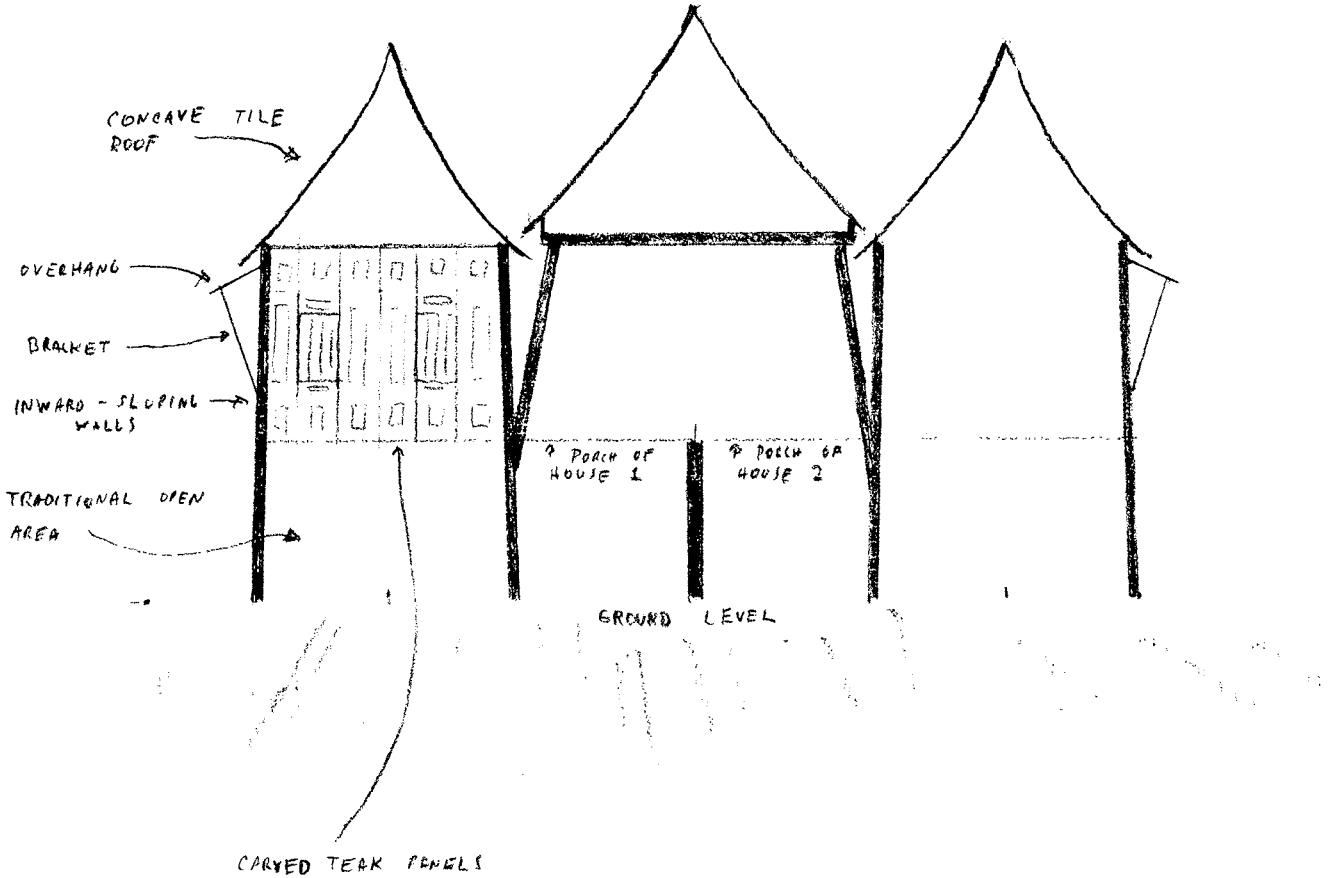 CONCAVE TILE
ROOF
OVERHANG
BRACKET
INWARD - SLOPING
WALLS
TRADITIONAL OPEN
AREA
PORCH OF
HOUSE 1
PORCH OF
HOUSE 2
GROUND LEVEL
CARVED TEAK PANELS